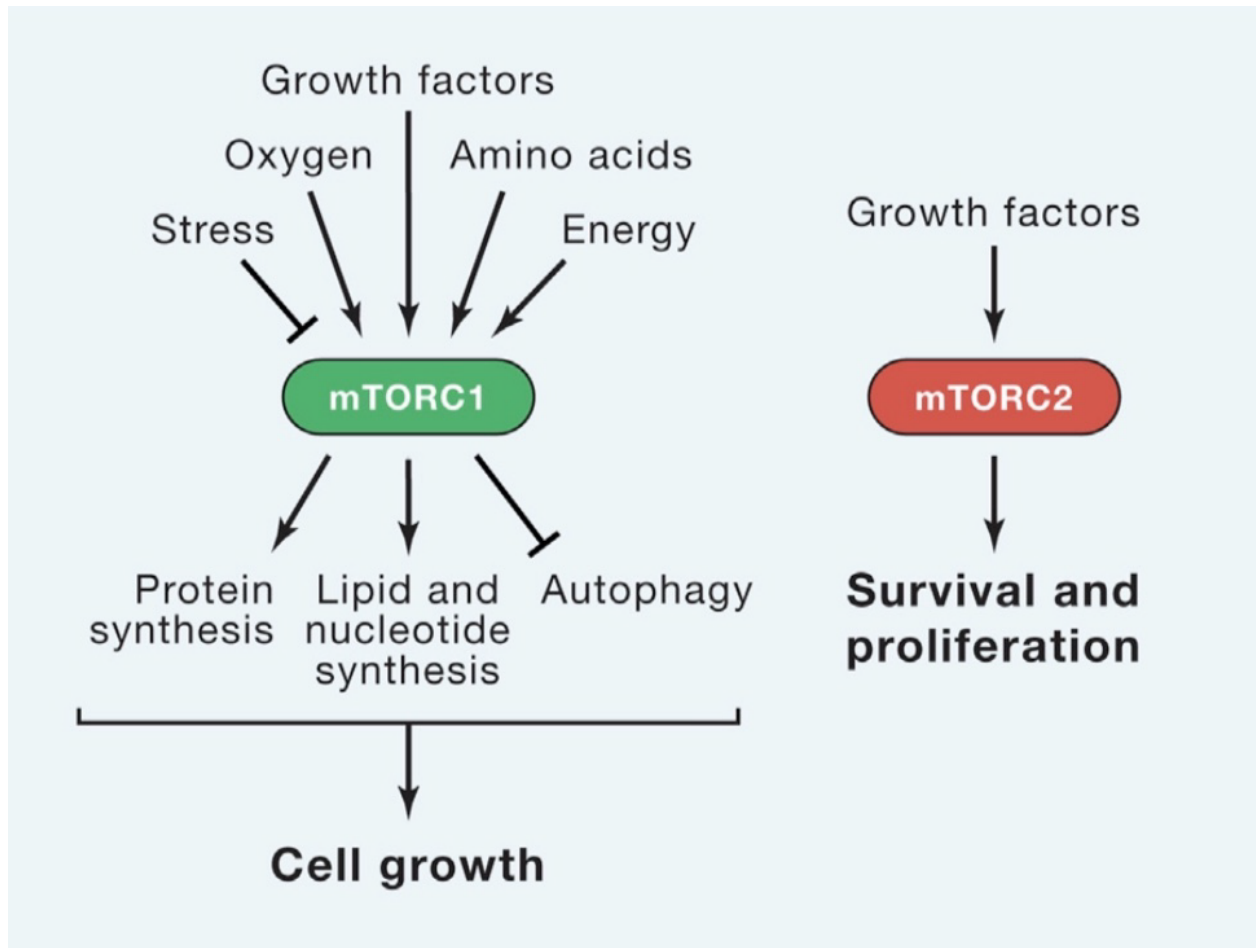 Growth factors
Oxygen
Amino acids
Stress
Energy
mTORC1
Protein
synthesis
Lipid and
nucleotide
synthesis
Autophagy
Cell growth
Growth factors
mTORC2
Survival and
proliferation